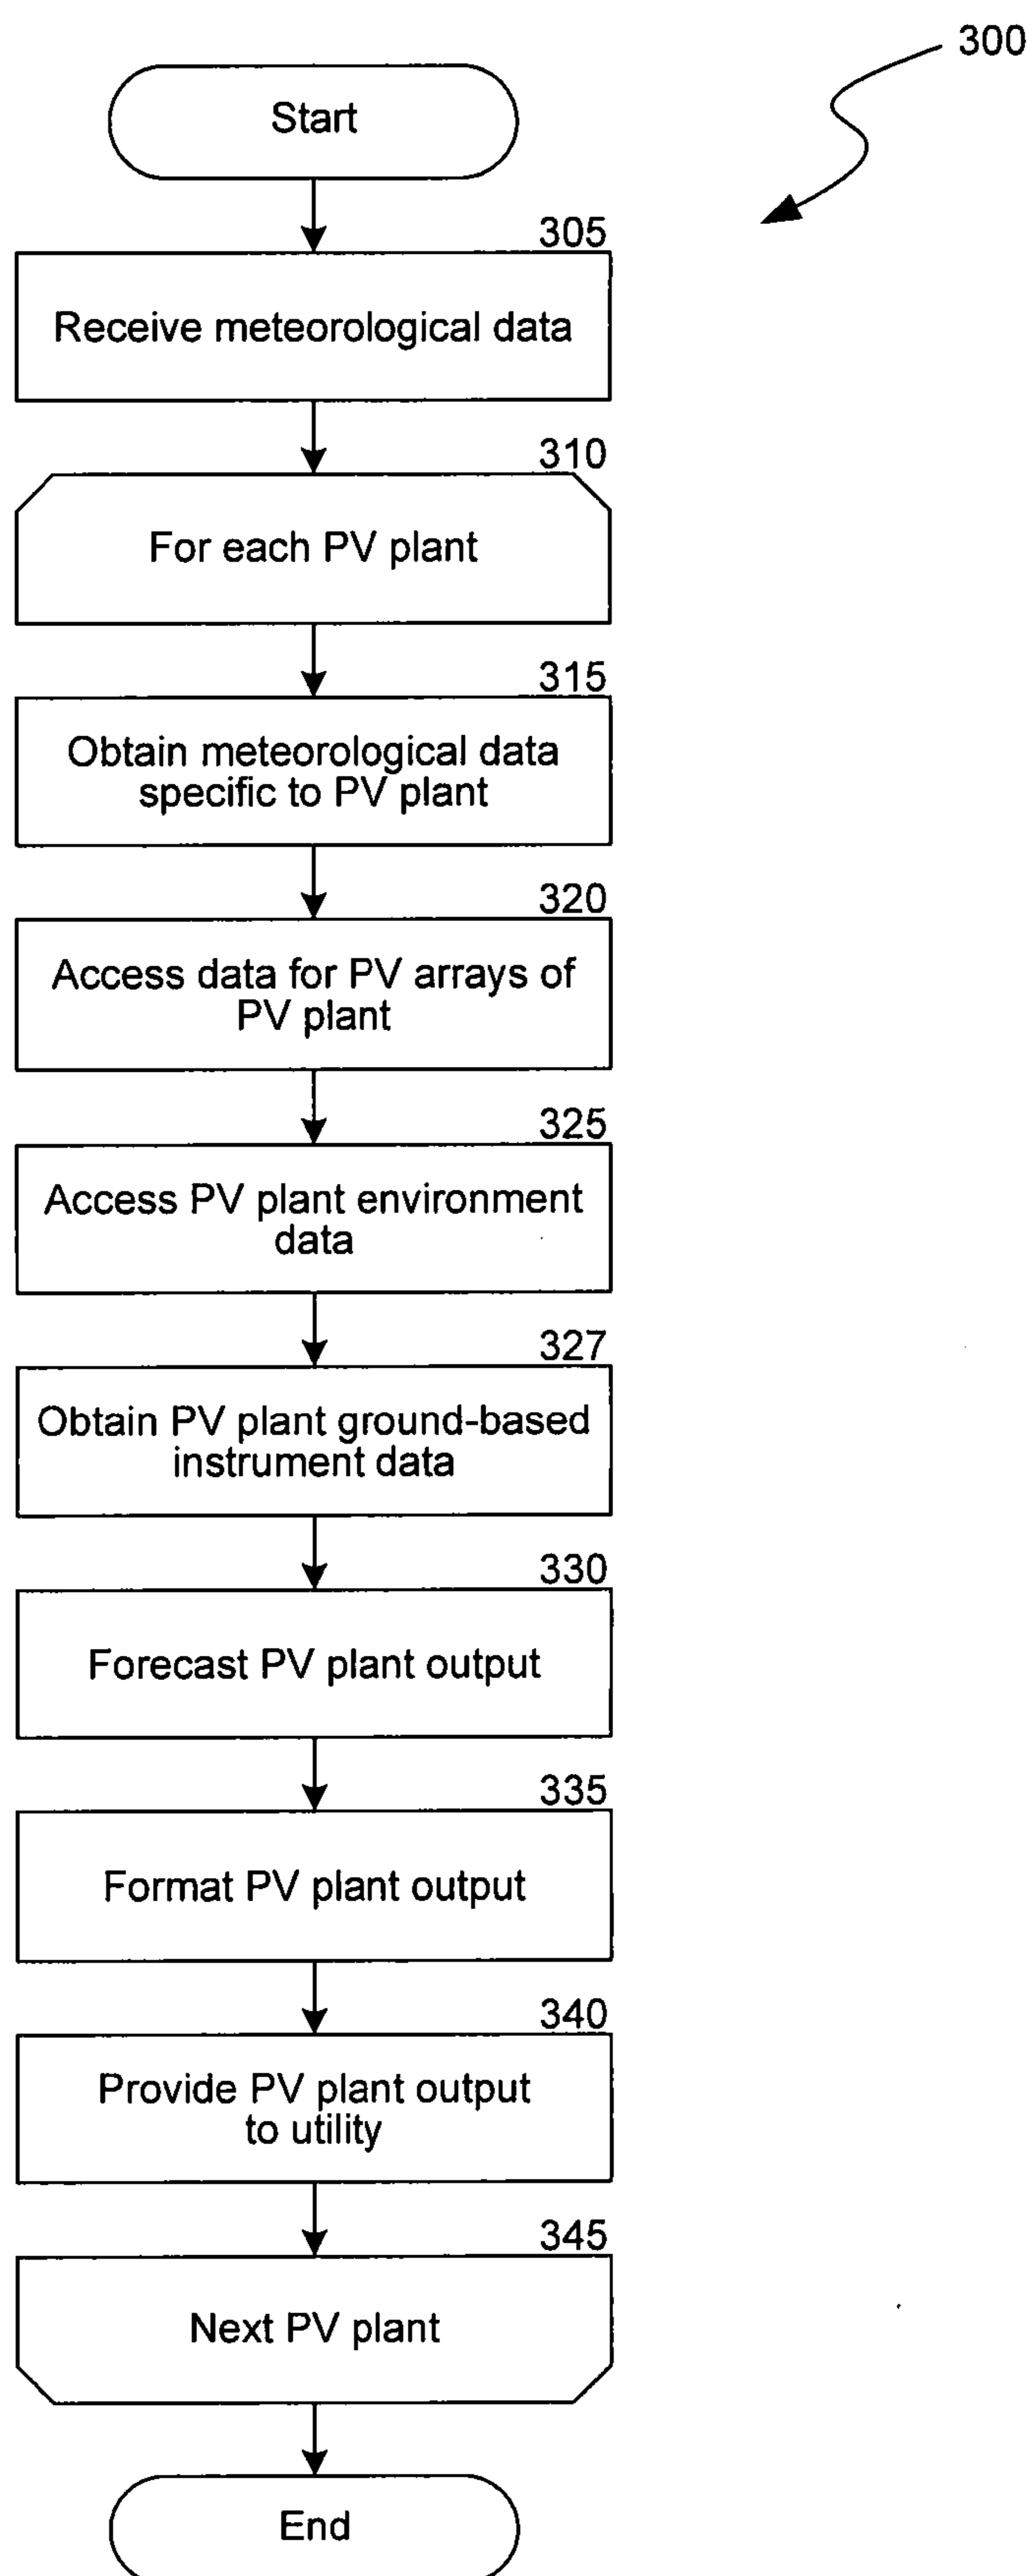 300
Start
305
Receive meteorological data
310
For each PV plant
315
Obtain meteorological data
specific to PV plant
320
Access data for PV arrays of
PV plant
325
Access PV plant environment
data
327
Obtain PV plant ground-based
instrument data
330
Forecast PV plant output
335
Format PV plant output
340
Provide PV plant output
to utility
345
Next PV plant
End